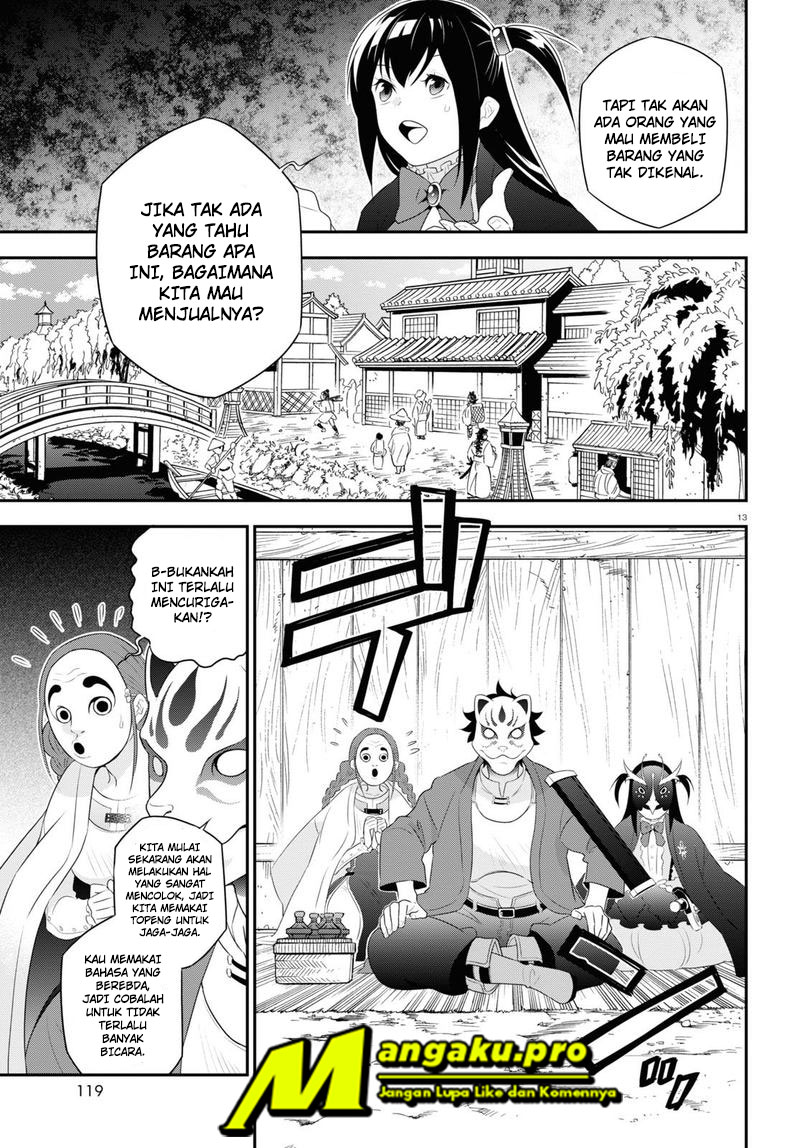 TAPI TAK AKAN
ADA ORANG YANG
MAU MEMBELI
BARANG YANG
TAK DIKENAL.
JIKA TAK ADA
YANG TAHU
BARANG APA
INI, BAGAIMANA
KITA MAU
MENJUALNYA?
13
B-BUKANKAH
INI TERLALU
MENCURIGA-
KAN!?
KITA MULAI
SEKARANG AKAN
MELAKUKAN HAL
YANG SANGAT
MENCOLOK, JADI
KITA MEMAKAI
TOPENG UNTUK
JAGA-JAGA.
KAU MEMAKAI
BAHASA YANG
BEREBDA,
JADI COBALAH
UNTUK TIDAK
TERLALU
BANYAK
BICARA.
Mangaku.pro
Jangan Lupa Like dan Komennya
119